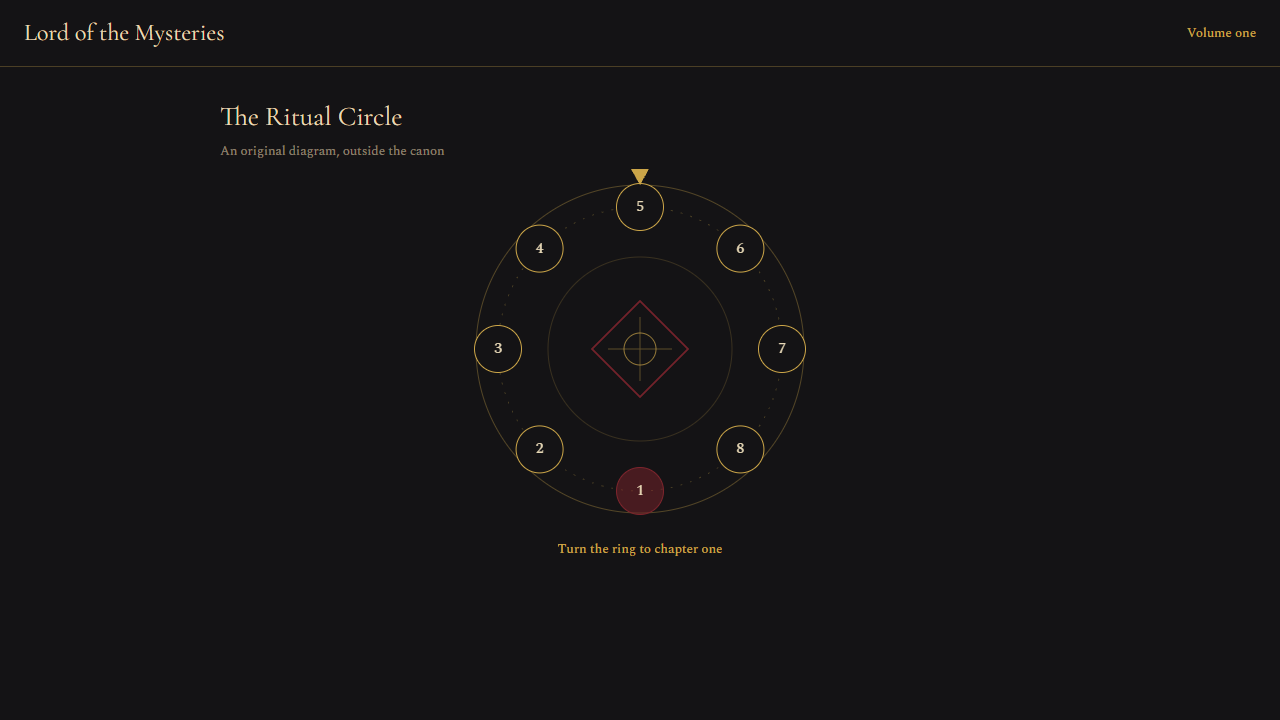 Lord of the Mysteries
Volume one
The Ritual Circle
An original diagram, outside the canon
5
4
6
3
7
2
8
1
Turn the ring to chapter one